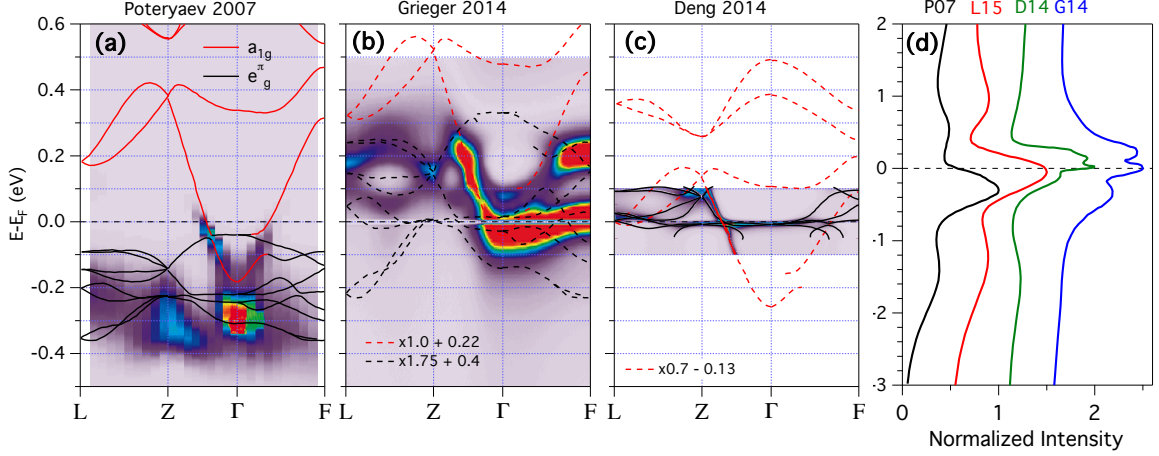 Poteryaev 2007
Grieger 2014
Deng 2014
P07 L15 D14 G14
(a)
a1g
eπg
(b)
x1.0 + 0.22
x1.75 + 0.4
(c)
x0.7 - 0.13
(d)
E-EF (eV)
0.6
0.4
0.2
0.0
-0.2
-0.4
L Z Γ F
L Z Γ F
L Z Γ F
2
1
0
-1
-2
-3
0 1 2
Normalized Intensity